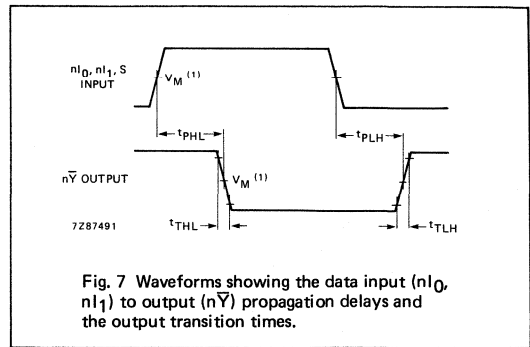 nI0, nI1, S
INPUT
VM (1)
tPHL
tPLH
nY̅ OUTPUT
VM (1)
7Z87491
tTHL
tTLH
Fig. 7 Waveforms showing the data input (nI0,
nI1) to output (nY̅) propagation delays and
the output transition times.